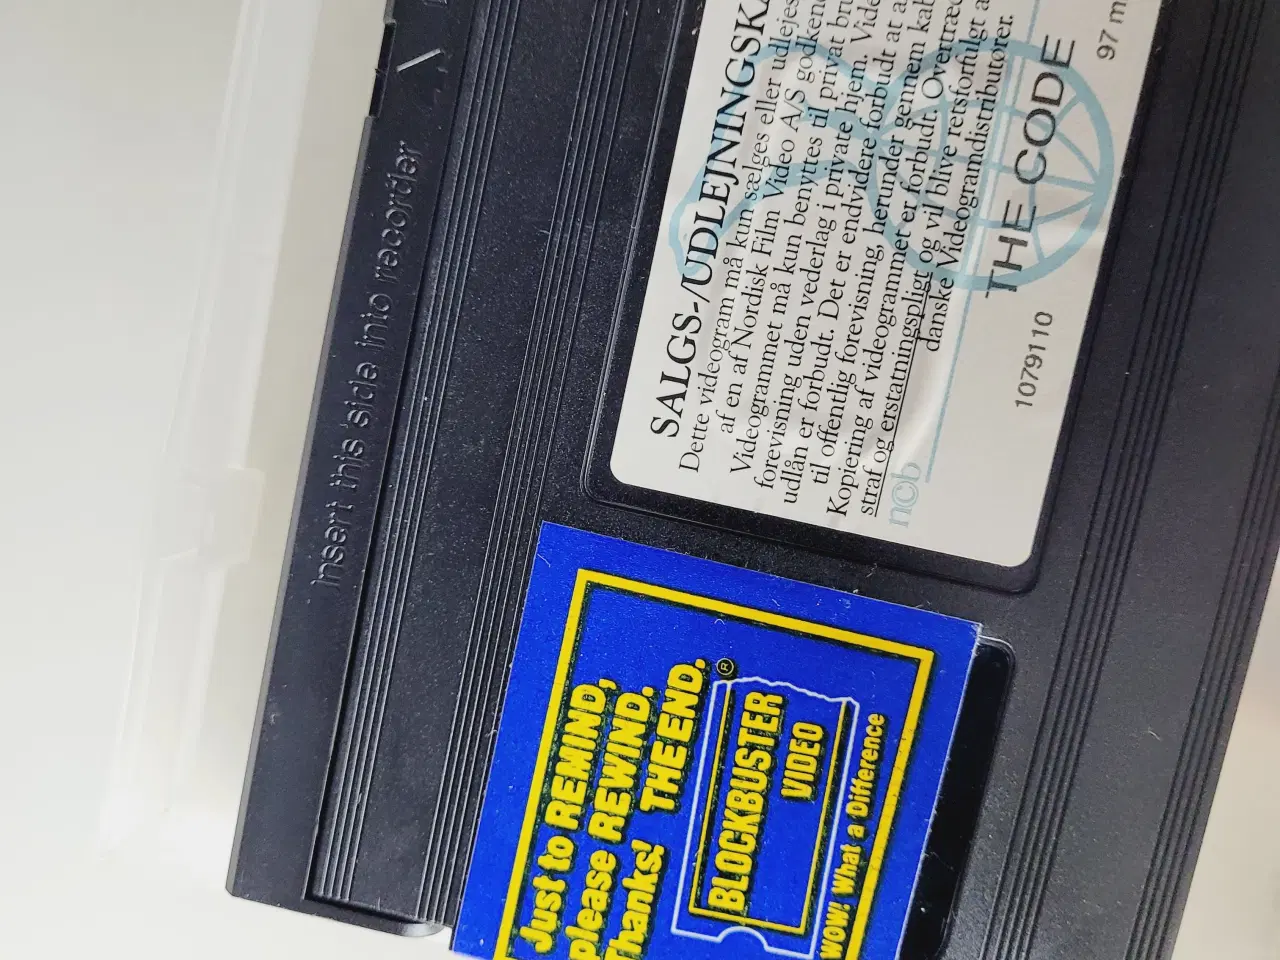 Insert this side into recorder
SALGS-/UDLEJNINGSKA
Dette videogram må kun sælges eller udlejes
af en af Nordisk Film Video A/S godkend
Videogrammet må kun benyttes til privat bru
forevisning uden vederlag i private hjem. Vide
udlån er forbudt. Det er endvidere forbudt at a
til offentlig forevisning, herunder gennem kab
Kopiering af videogrammet er forbudt. Overtræd
straf og erstatningspligt og vil blive retsforfulgt a
danske Videogramdistributører.
ncb
THE CODE
1079110
97 m
Just to REMIND,
please REWIND.
Thanks! THE END.
BLOCKBUSTER®
VIDEO
WOW! What a Difference